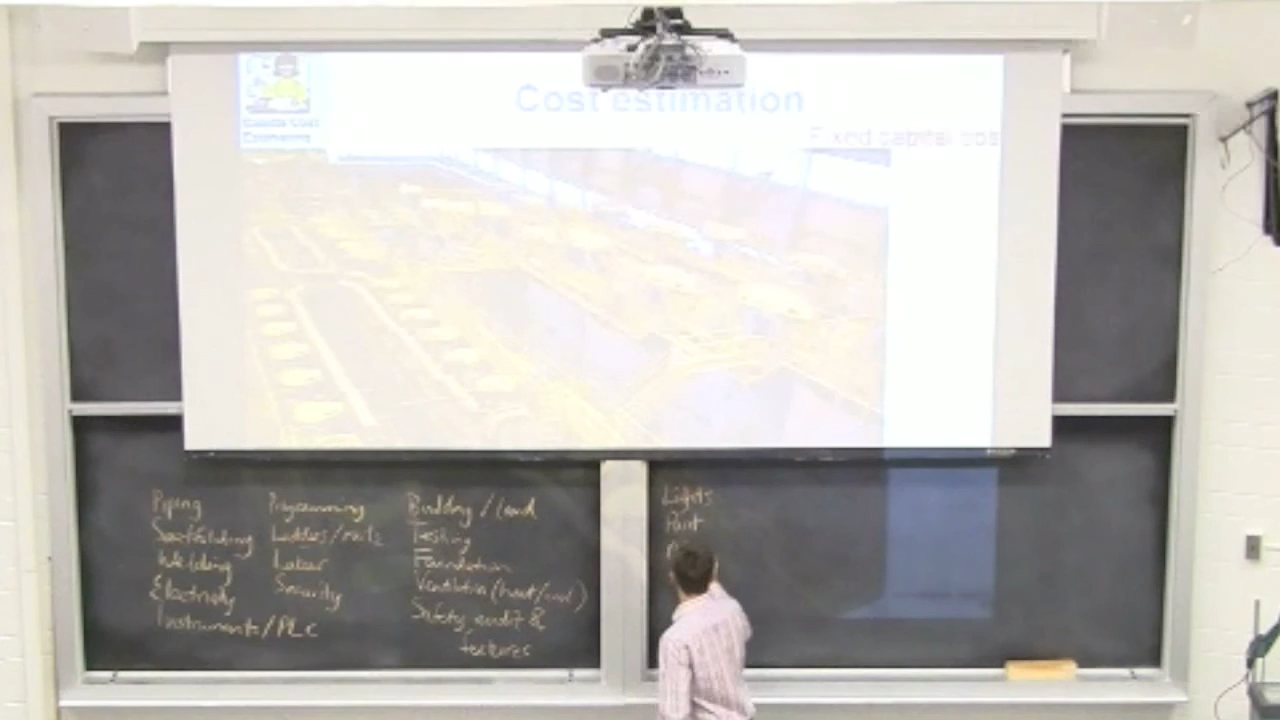 Cost estimation
Fixed capital cos
Piping
Scaffolding
Welding
Electricity
Instruments/PLC
Programming
Ladders/rails
Labour
Security
Building / Land
Testing
Foundation
Ventilation (heat/cool)
Safety audit &
features
Lights
Paint